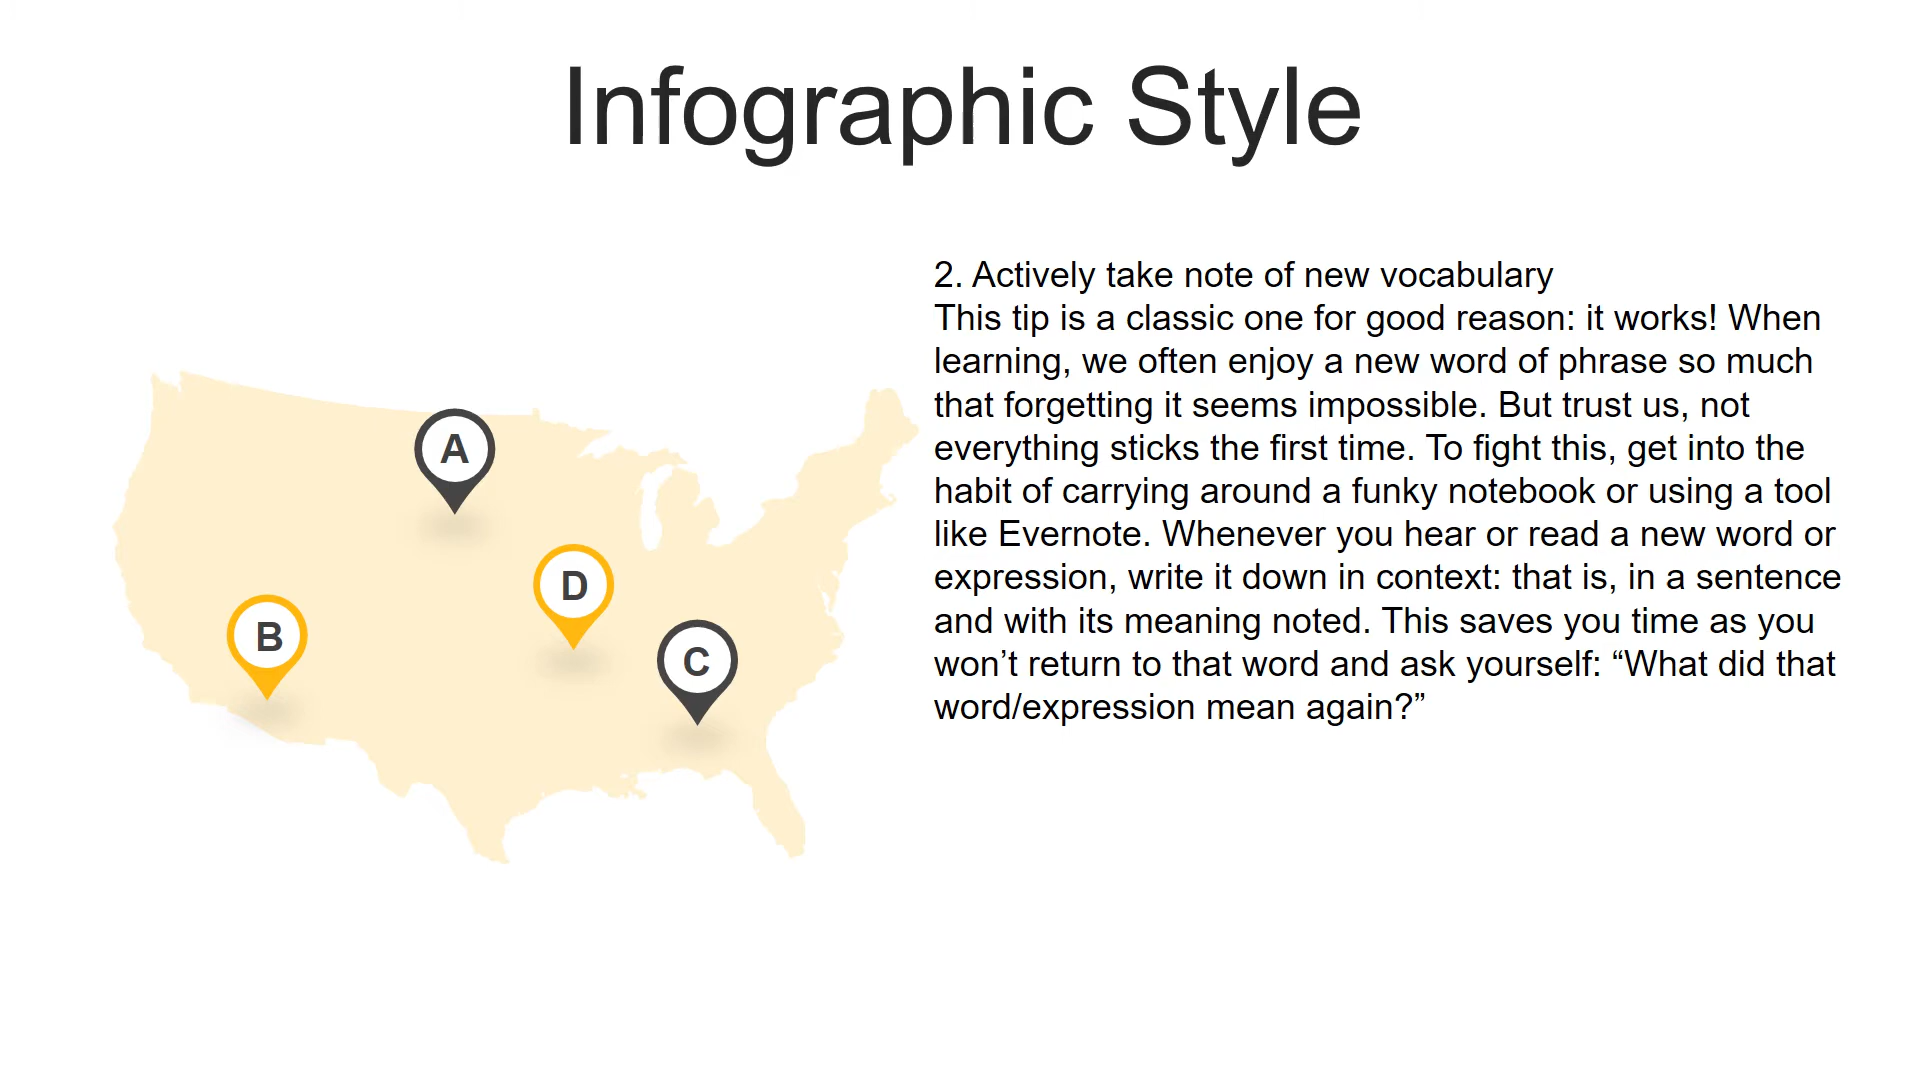 Infographic Style
2. Actively take note of new vocabulary
This tip is a classic one for good reason: it works! When
learning, we often enjoy a new word of phrase so much
that forgetting it seems impossible. But trust us, not
everything sticks the first time. To fight this, get into the
habit of carrying around a funky notebook or using a tool
like Evernote. Whenever you hear or read a new word or
expression, write it down in context: that is, in a sentence
and with its meaning noted. This saves you time as you
won’t return to that word and ask yourself: “What did that
word/expression mean again?”
A
D
B
C